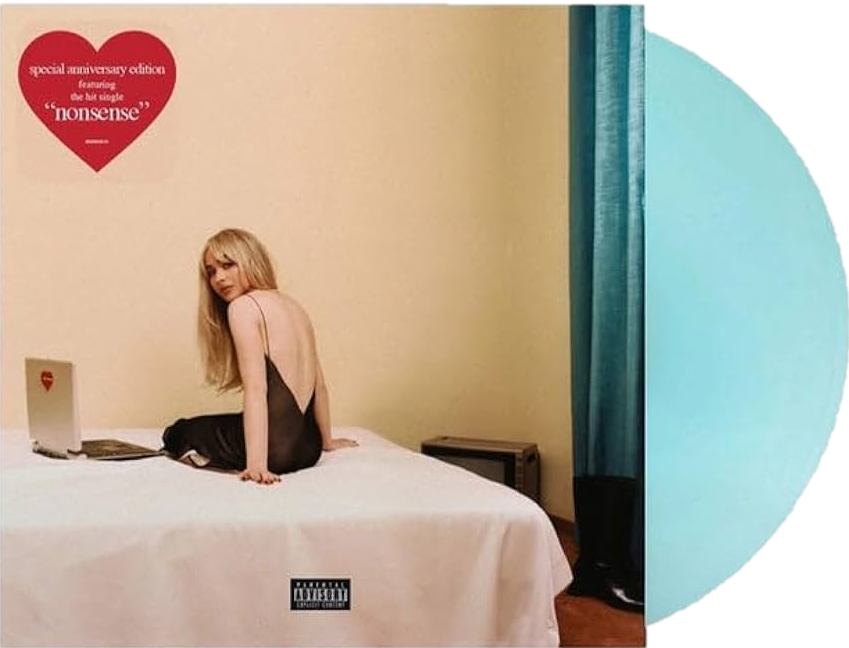 special anniversary edition
featuring
the hit single
“nonsense”
PARENTAL
ADVISORY
EXPLICIT CONTENT